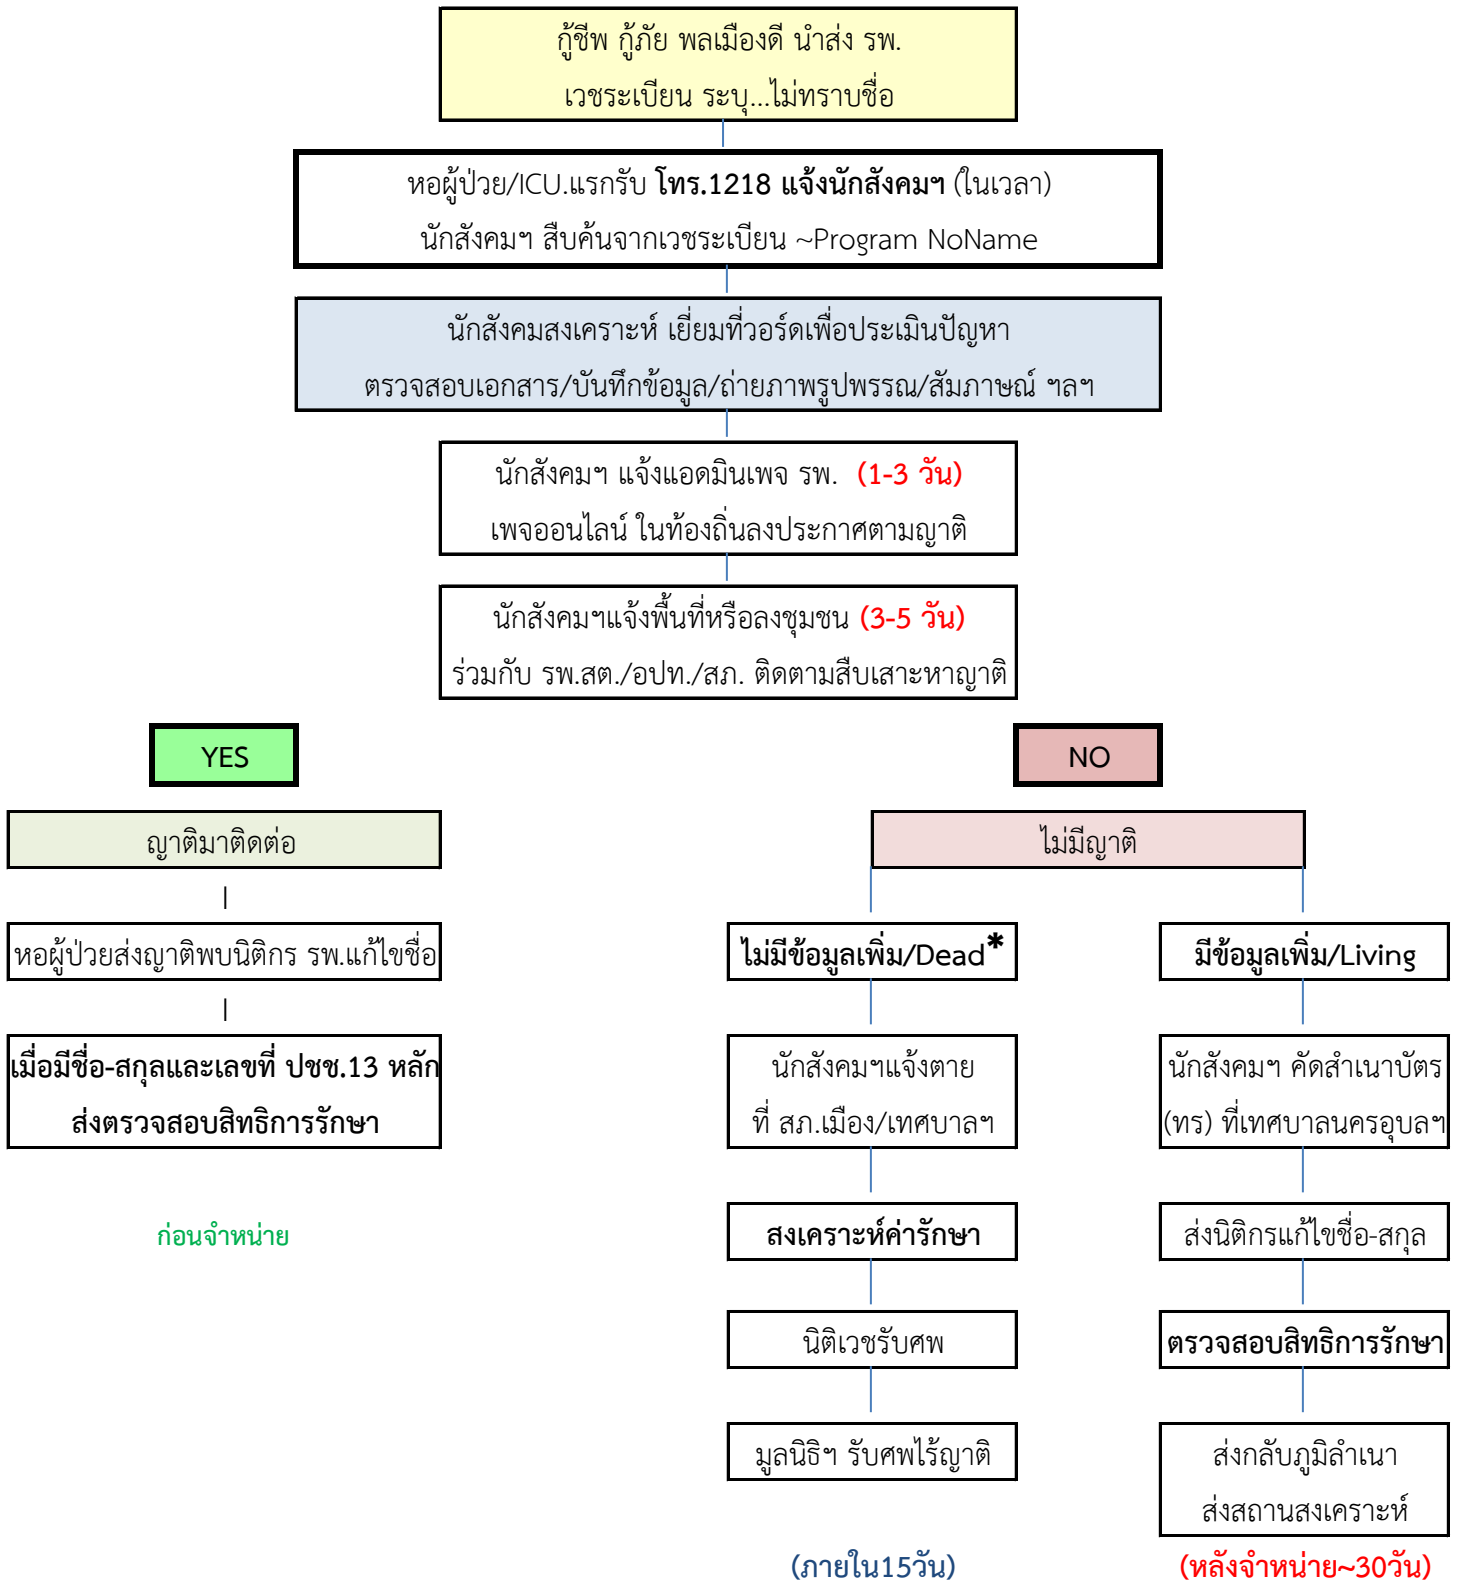 กู้ชีพ กู้ภัย พลเมืองดี นำส่ง รพ.
เวชระเบียน ระบุ...ไม่ทราบชื่อ
หอผู้ป่วย/ICU.แรกรับ โทร.1218 แจ้งนักสังคมฯ (ในเวลา)
นักสังคมฯ สืบค้นจากเวชระเบียน ~Program NoName
นักสังคมสงเคราะห์ เยี่ยมที่วอร์ดเพื่อประเมินปัญหา
ตรวจสอบเอกสาร/บันทึกข้อมูล/ถ่ายภาพรูปพรรณ/สัมภาษณ์ ฯลฯ
นักสังคมฯ แจ้งแอดมินเพจ รพ. (1-3 วัน)
เพจออนไลน์ ในท้องถิ่นลงประกาศตามญาติ
นักสังคมฯแจ้งพื้นที่หรือลงชุมชน (3-5 วัน)
ร่วมกับ รพ.สต./อปท./สภ. ติดตามสืบเสาะหาญาติ
YES
ญาติมาติดต่อ
หอผู้ป่วยส่งญาติพบนิติกร รพ.แก้ไขชื่อ
เมื่อมีชื่อ-สกุลและเลขที่ ปชช.13 หลัก
ส่งตรวจสอบสิทธิการรักษา
ก่อนจำหน่าย
NO
ไม่มีญาติ
ไม่มีข้อมูลเพิ่ม/Dead*
นักสังคมฯแจ้งตาย
ที่ สภ.เมือง/เทศบาลฯ
สงเคราะห์ค่ารักษา
นิติเวชรับศพ
มูลนิธิฯ รับศพไร้ญาติ
(ภายใน15วัน)
มีข้อมูลเพิ่ม/Living
นักสังคมฯ คัดสำเนาบัตร
(ทร) ที่เทศบาลนครอุบลฯ
ส่งนิติกรแก้ไขชื่อ-สกุล
ตรวจสอบสิทธิการรักษา
ส่งกลับภูมิลำเนา
ส่งสถานสงเคราะห์
(หลังจำหน่าย~30วัน)